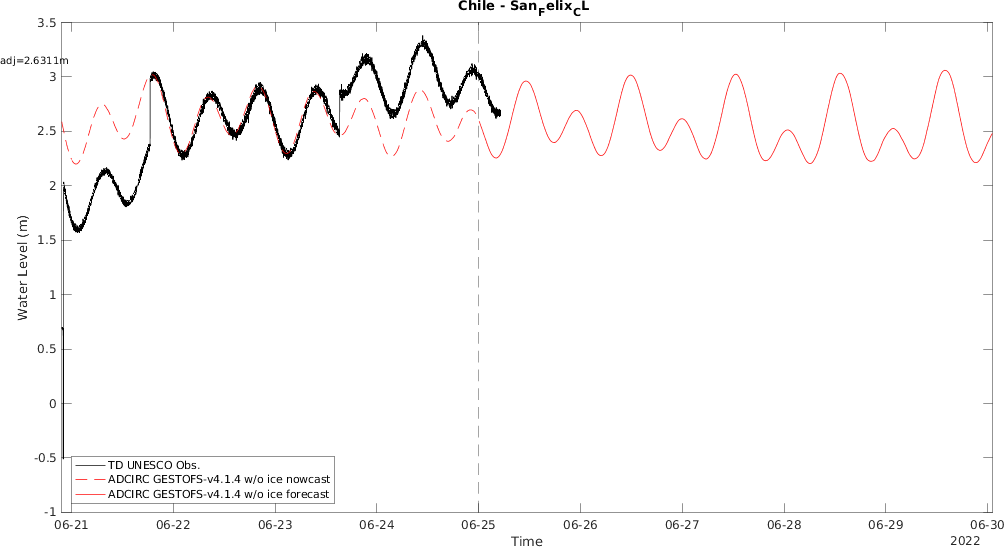 Chile - SanFelixCL
adj=2.6311m
3.5
3
2.5
2
1.5
1
0.5
0
-0.5
-1
Water Level (m)
TD UNESCO Obs.
ADCIRC GESTOFS-v4.1.4 w/o ice nowcast
ADCIRC GESTOFS-v4.1.4 w/o ice forecast
06-21 06-22 06-23 06-24 06-25 06-26 06-27 06-28 06-29 06-30
Time
2022